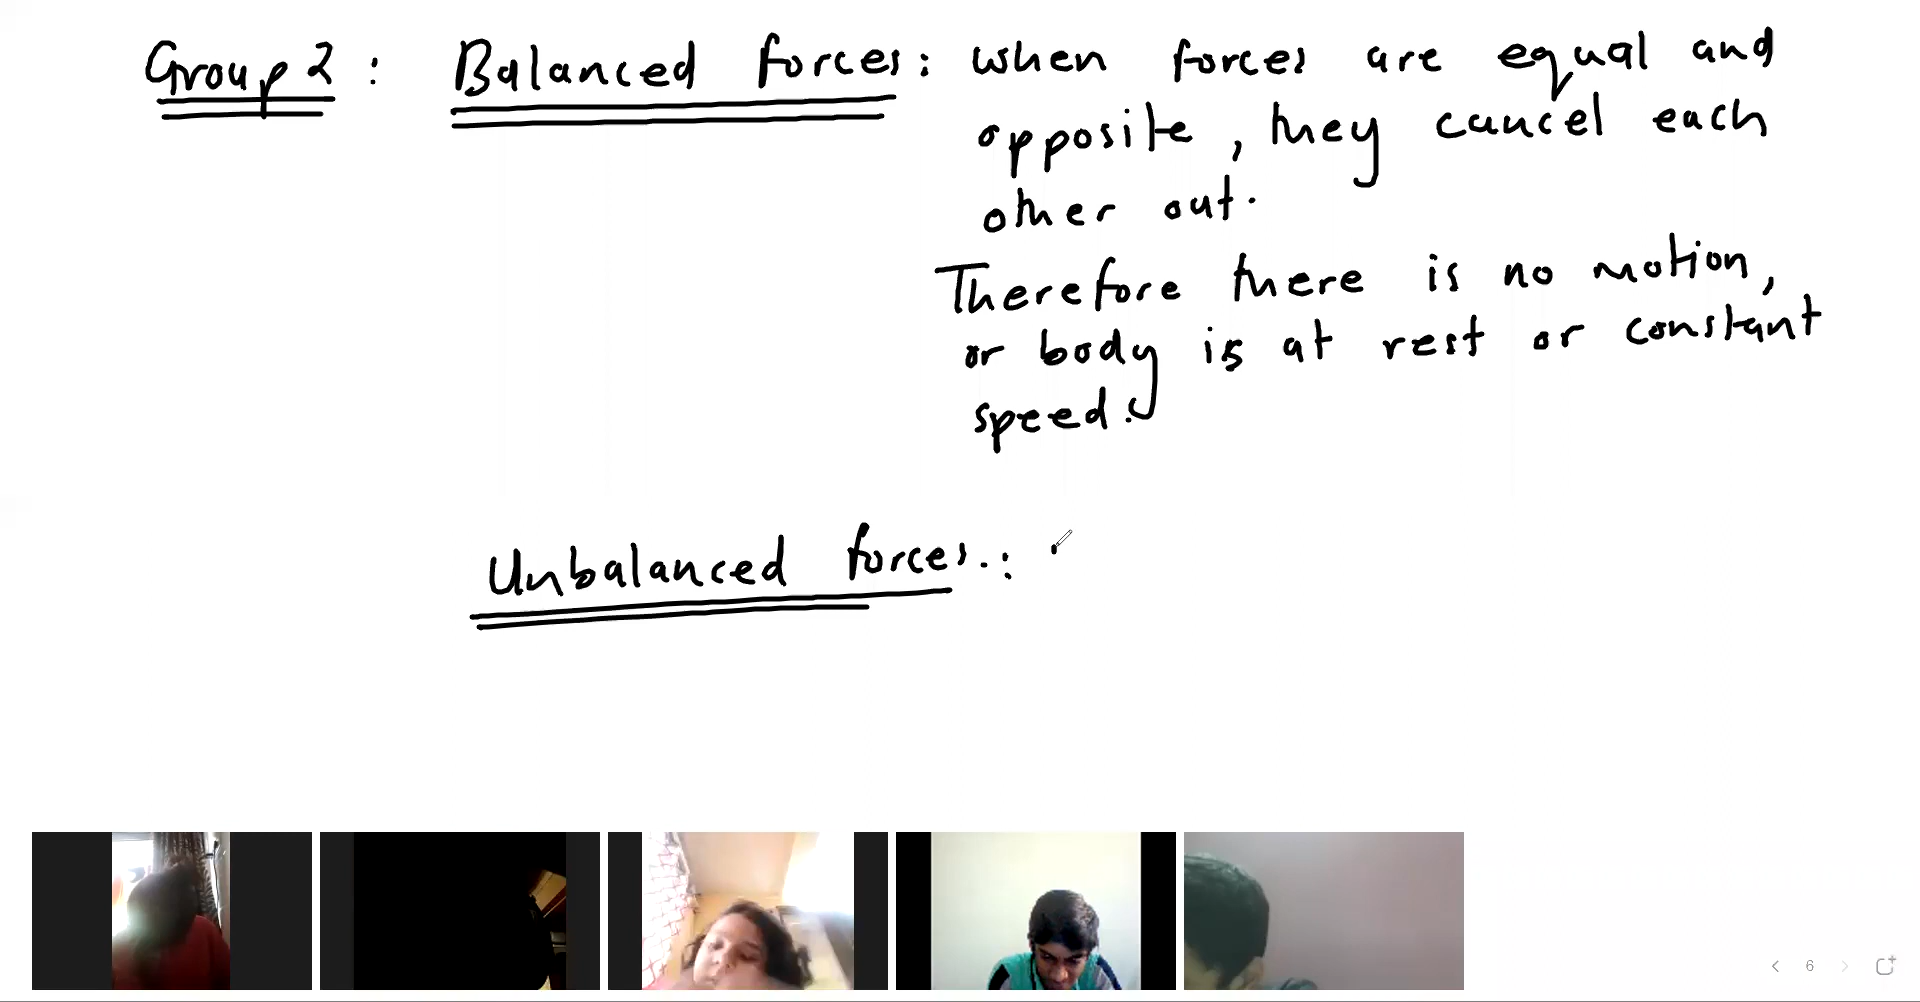 Group 2 : Balanced forces : when forces are equal and
opposite, they cancel each
other out.
Therefore there is no motion,
or body is at rest or constant
speed.
Unbalanced forces. :
6